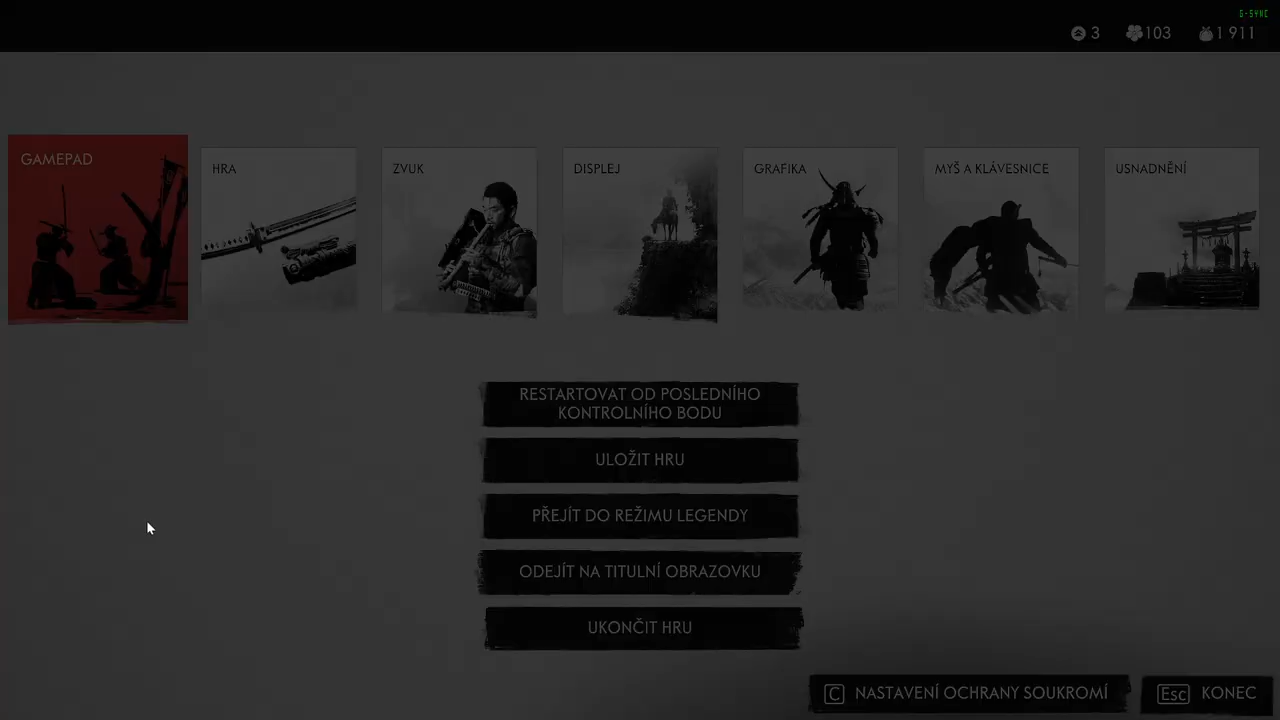 G-SYNC
3 103 1 911
GAMEPAD
HRA
ZVUK
DISPLEJ
GRAFIKA
MYŠ A KLÁVESNICE
USNADNĚNÍ
RESTARTOVAT OD POSLEDNÍHO
KONTROLNÍHO BODU
ULOŽIT HRU
PŘEJÍT DO REŽIMU LEGENDY
ODEJÍT NA TITULNÍ OBRAZOVKU
UKONČIT HRU
C NASTAVENÍ OCHRANY SOUKROMÍ
Esc KONEC